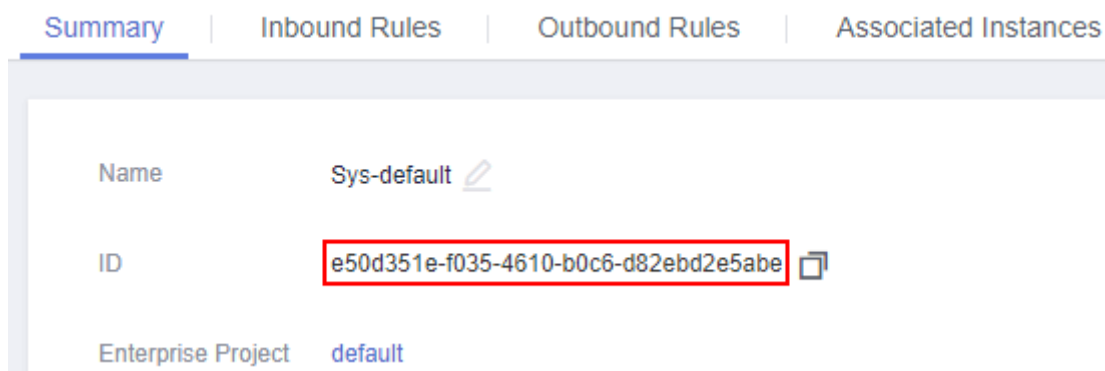 Summary Inbound Rules Outbound Rules Associated Instances
Name Sys-default
ID e50d351e-f035-4610-b0c6-d82ebd2e5abe
Enterprise Project default